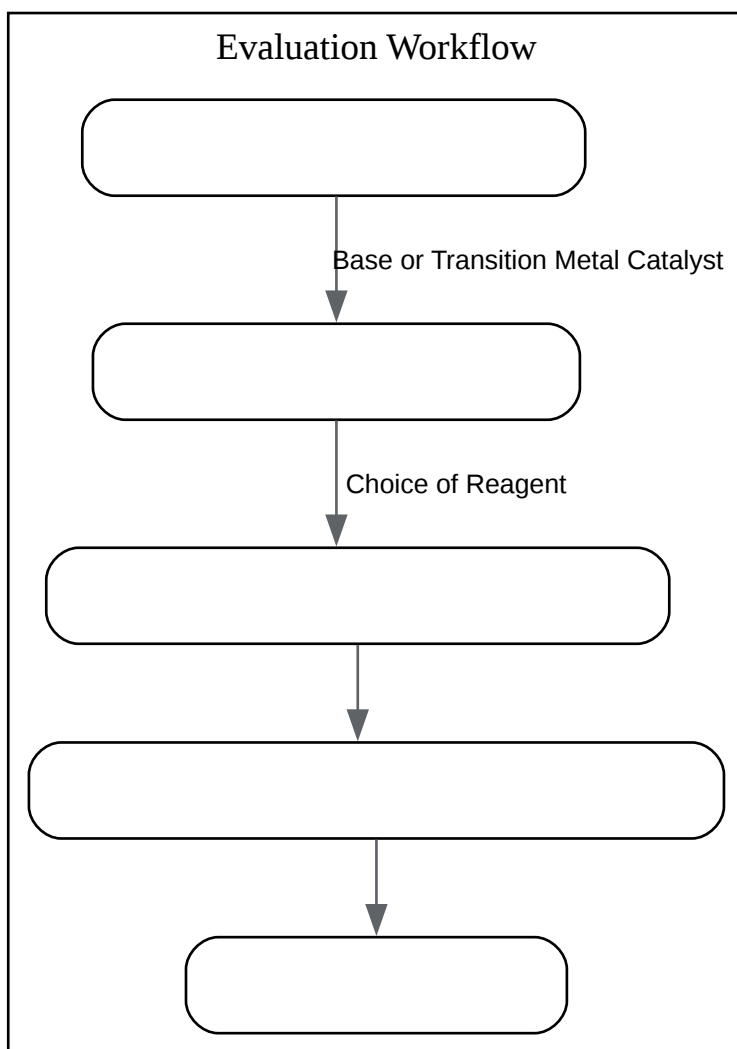 Evaluation Workflow
Base or Transition Metal Catalyst
Choice of Reagent